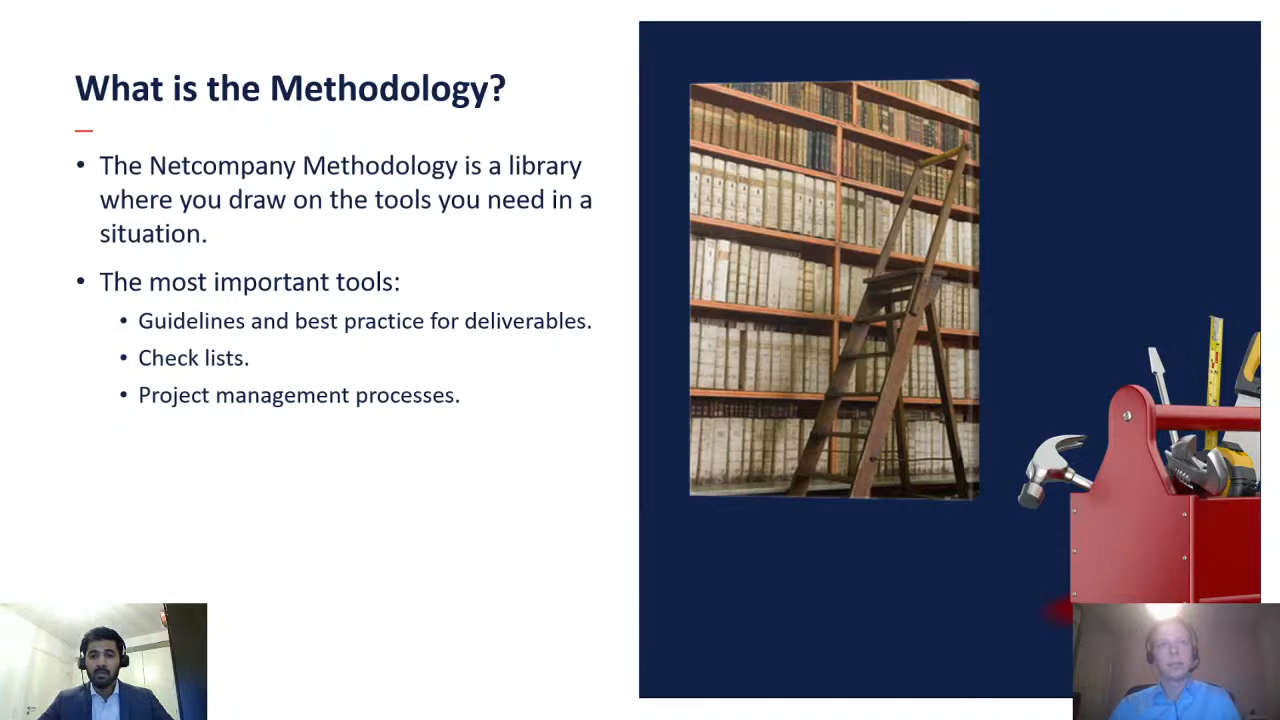 What is the Methodology?
• The Netcompany Methodology is a library
where you draw on the tools you need in a
situation.
• The most important tools:
• Guidelines and best practice for deliverables.
• Check lists.
• Project management processes.